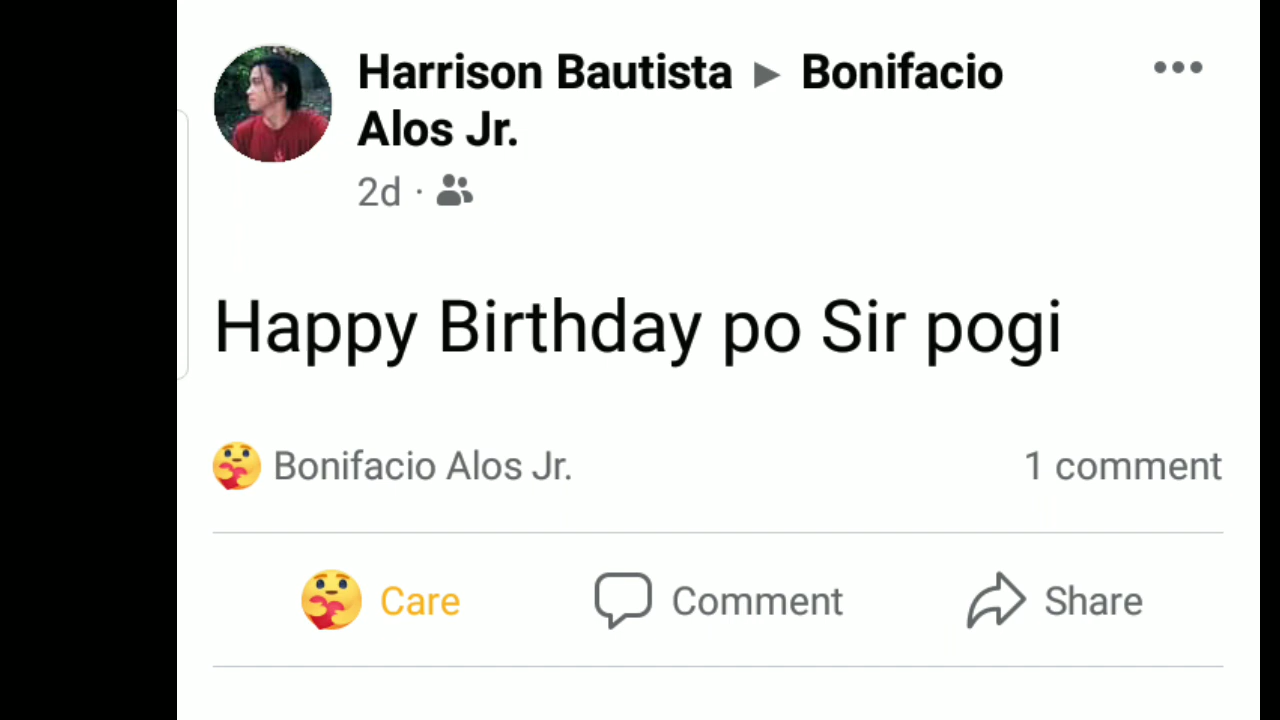 Harrison Bautista ▶ Bonifacio
Alos Jr.
2d ·
Happy Birthday po Sir pogi
Bonifacio Alos Jr. 1 comment
Care Comment Share